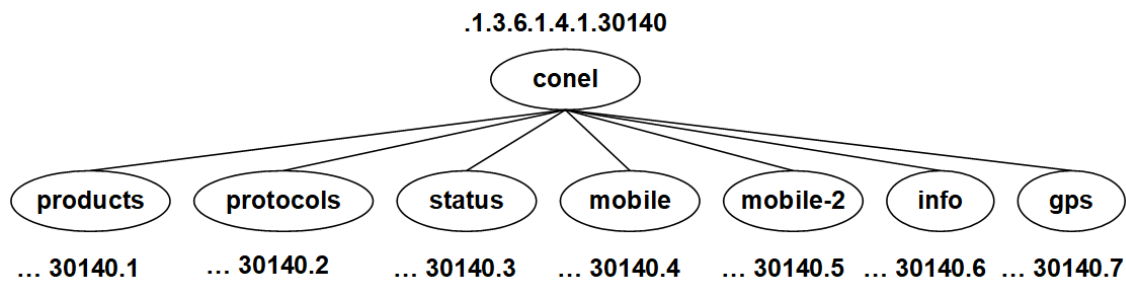 .1.3.6.1.4.1.30140
conel
products protocols status mobile mobile-2 info gps
... 30140.1 ... 30140.2 ... 30140.3 ... 30140.4 ... 30140.5 ... 30140.6 ... 30140.7